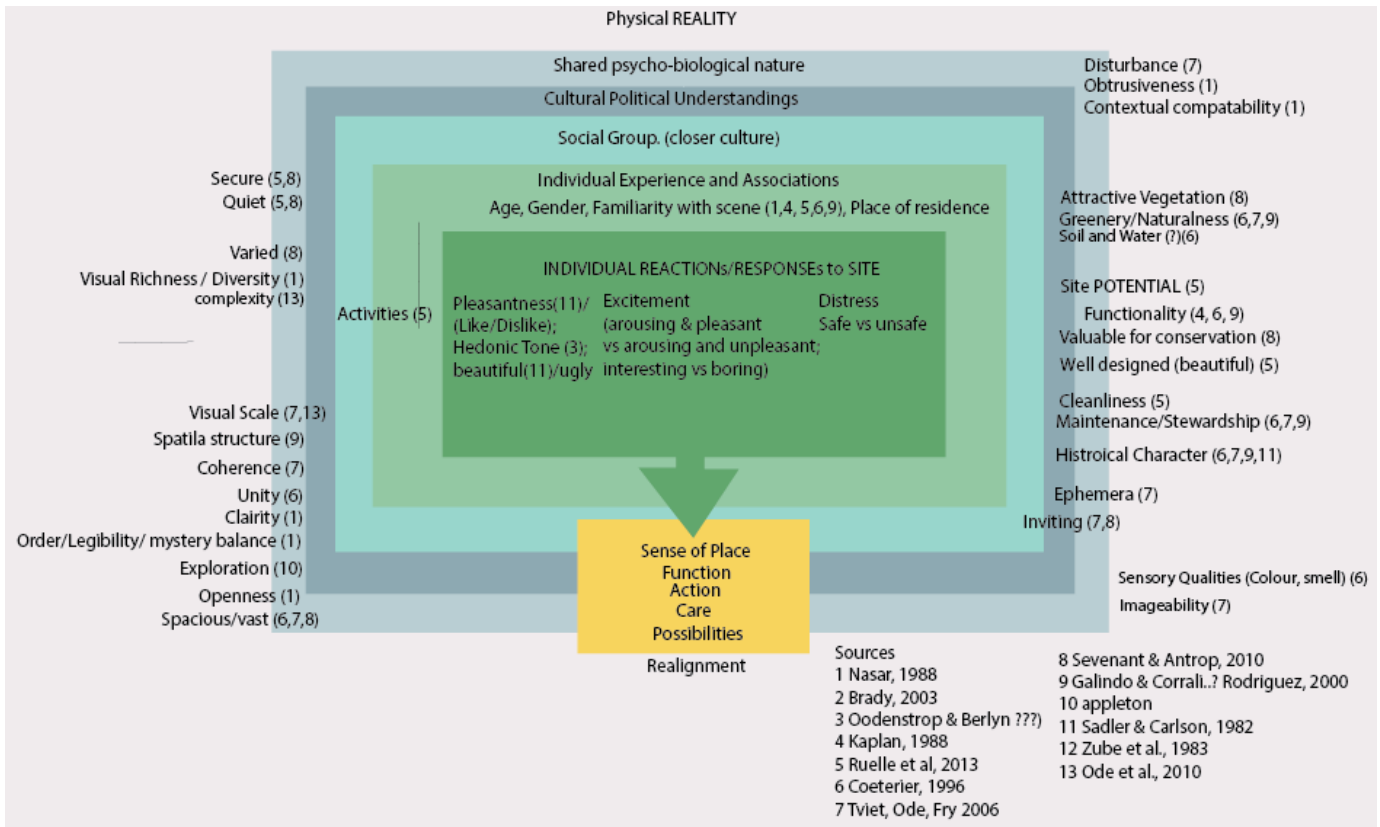 Physical REALITY
Shared psycho-biological nature
Cultural Political Understandings
Social Group. (closer culture)
Individual Experience and Associations
Age, Gender, Familiarity with scene (1,4, 5,6,9), Place of residence
INDIVIDUAL REACTIONS/RESPONSES to SITE
Pleasantness(11)/
(Like/Dislike);
Hedonic Tone (3);
beautiful(11)/ugly
Excitement
(arousing & pleasant
vs arousing and unpleasant;
interesting vs boring)
Distress
Safe vs unsafe
Activities (5)
Secure (5,8)
Quiet (5,8)
Varied (8)
Visual Richness / Diversity (1)
complexity (13)
Visual Scale (7,13)
Spatila structure (9)
Coherence (7)
Unity (6)
Clairity (1)
Order/Legibility/ mystery balance (1)
Exploration (10)
Openness (1)
Spacious/vast (6,7,8)
Disturbance (7)
Obtrusiveness (1)
Contextual compatability (1)
Attractive Vegetation (8)
Greenery/Naturalness (6,7,9)
Soil and Water (?)(6)
Site POTENTIAL (5)
Functionality (4, 6, 9)
Valuable for conservation (8)
Well designed (beautiful) (5)
Cleanliness (5)
Maintenance/Stewardship (6,7,9)
Histroical Character (6,7,9,11)
Ephemera (7)
Inviting (7,8)
Sensory Qualities (Colour, smell) (6)
Imageability (7)
Sense of Place
Function
Action
Care
Possibilities
Realignment
Sources
1 Nasar, 1988
2 Brady, 2003
3 Oodenstrop & Berlyn ???)
4 Kaplan, 1988
5 Ruelle et al, 2013
6 Coeterier, 1996
7 Tviet, Ode, Fry 2006
8 Sevenant & Antrop, 2010
9 Galindo & Corrali..? Rodriguez, 2000
10 appleton
11 Sadler & Carlson, 1982
12 Zube et al., 1983
13 Ode et al., 2010